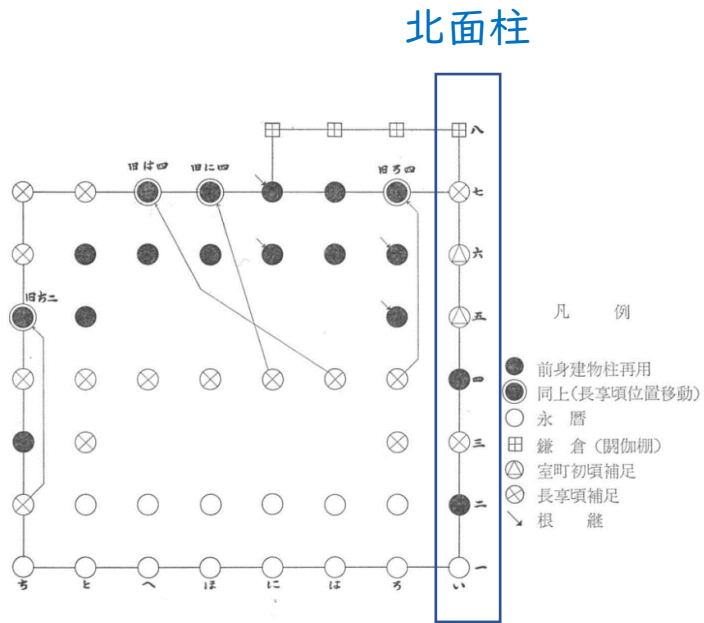 北面柱
八
旧は四 旧に四 旧ろ四
七
六
旧ち二
五
四
三
二
一
ち と へ ほ に は ろ い
凡 例
前身建物柱再用
同上(長享頃位置移動)
永 暦
鎌 倉(閼伽棚)
室町初頃補足
長享頃補足
根 継